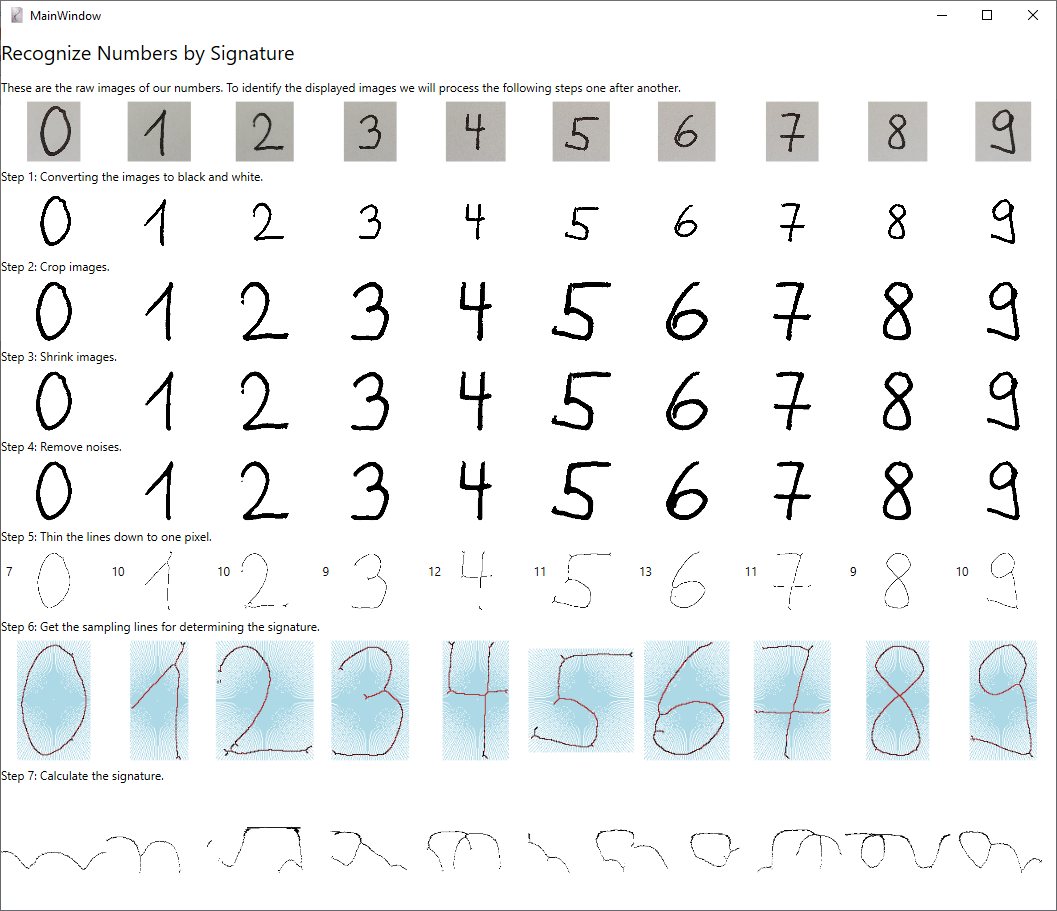 MainWindow
Recognize Numbers by Signature
These are the raw images of our numbers. To identify the displayed images we will process the following steps one after another.
0 1 2 3 4 5 6 7 8 9
Step 1: Converting the images to black and white.
0 1 2 3 4 5 6 7 8 9
Step 2: Crop images.
0 1 2 3 4 5 6 7 8 9
Step 3: Shrink images.
0 1 2 3 4 5 6 7 8 9
Step 4: Remove noises.
0 1 2 3 4 5 6 7 8 9
Step 5: Thin the lines down to one pixel.
7 0 10 1 10 2 9 3 12 4 11 5 13 6 11 7 9 8 10 9
Step 6: Get the sampling lines for determining the signature.
0 1 2 3 4 5 6 7 8 9
Step 7: Calculate the signature.